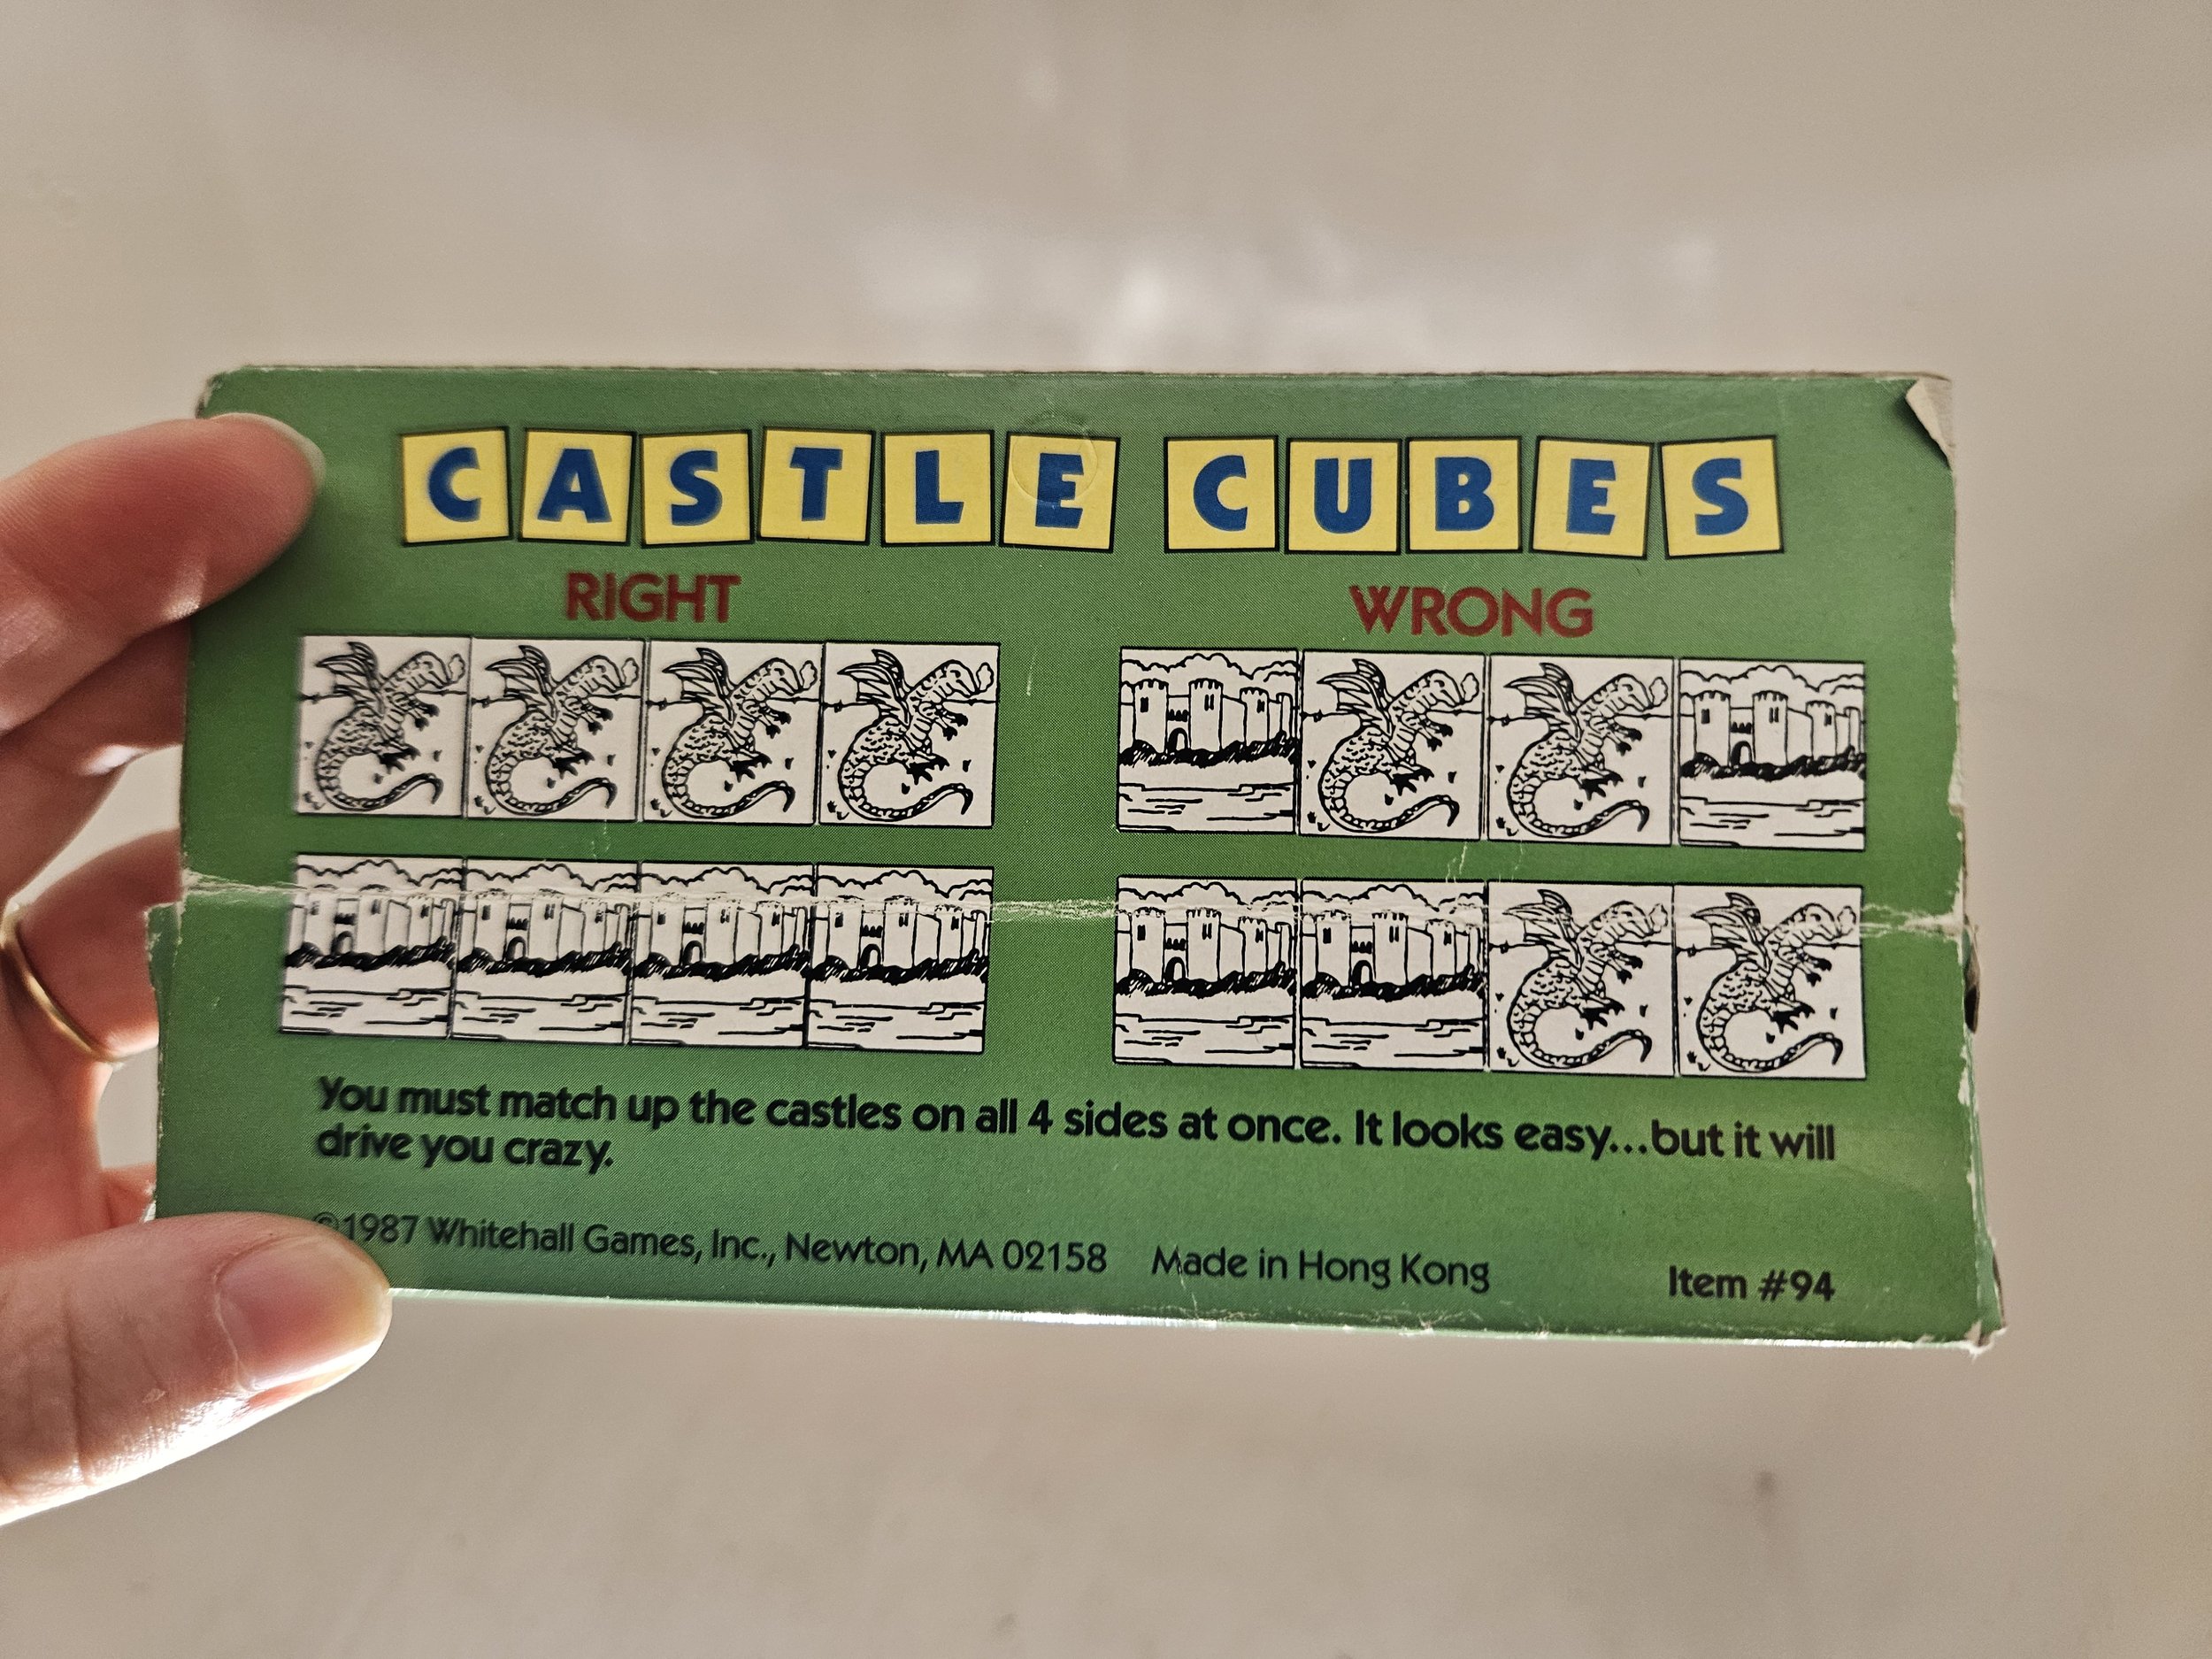 CASTLE CUBES
RIGHT WRONG
You must match up the castles on all 4 sides at once. It looks easy...but it will
drive you crazy.
©1987 Whitehall Games, Inc., Newton, MA 02158 Made in Hong Kong Item #94